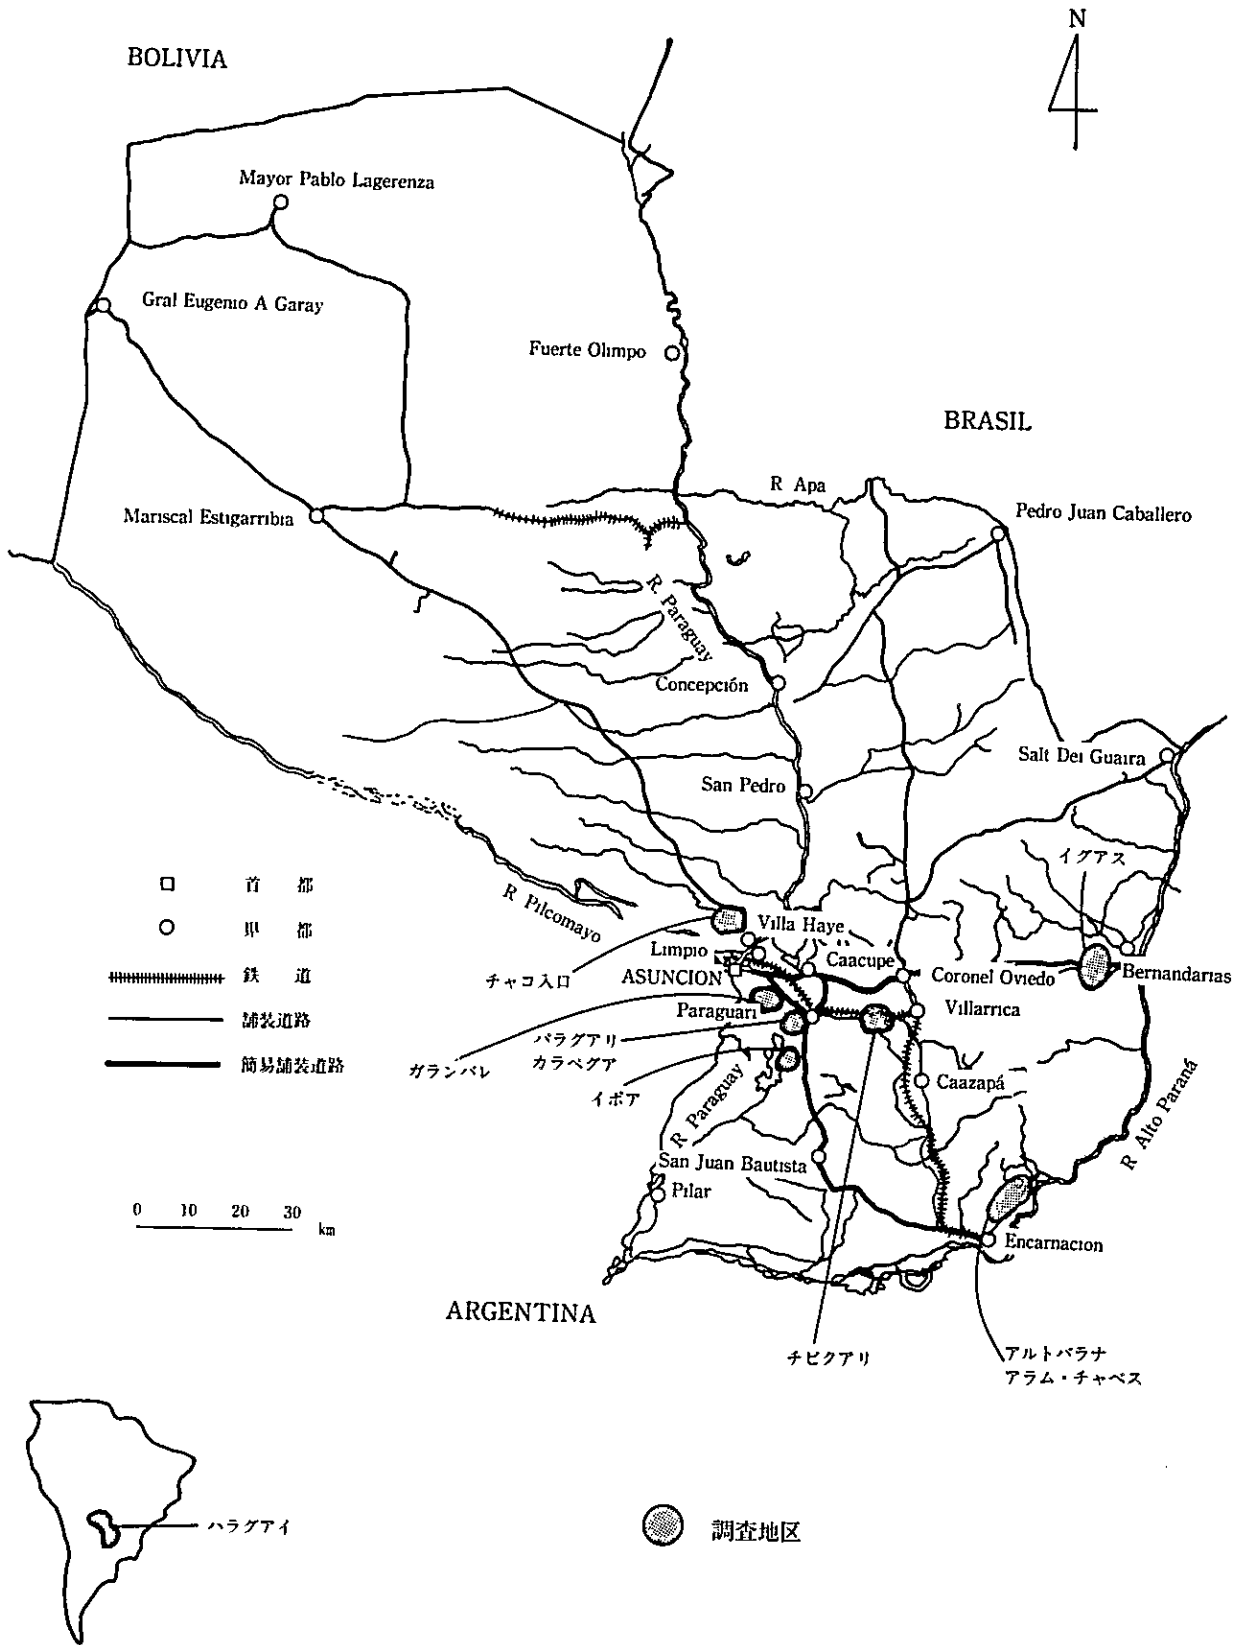 N
BOLIVIA
Mayor Pablo Lagerenza
Gral Eugenio A Garay
Fuerte Olimpo
BRASIL
R Apa
Mariscal Estigarribia
Pedro Juan Caballero
R. Paraguay
Concepción
Salt Del Guaira
San Pedro
イグアス
首 都
R Pilcomayo
Villa Haye
Limpio
Caacupe
チャコ入口
ASUNCION
Coronel Oviedo
Bernandarias
鉄 道
Paraguari
Villarrica
舗装道路
パラグアリ
カラペグア
ガランバレ
簡易舗装道路
イポア
R Paraguay
Caazapá
R Alto Paraná
San Juan Bautista
Pilar
0 10 20 30 km
Encarnacion
ARGENTINA
チビクアリ
アルトパラナ
アラム・チャベス
ハラグアイ
調査地区